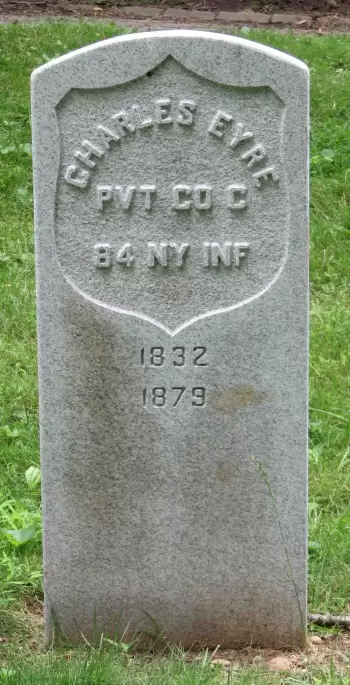 CHARLES EYRE
PVT CO C
84 NY INF
1832
1879